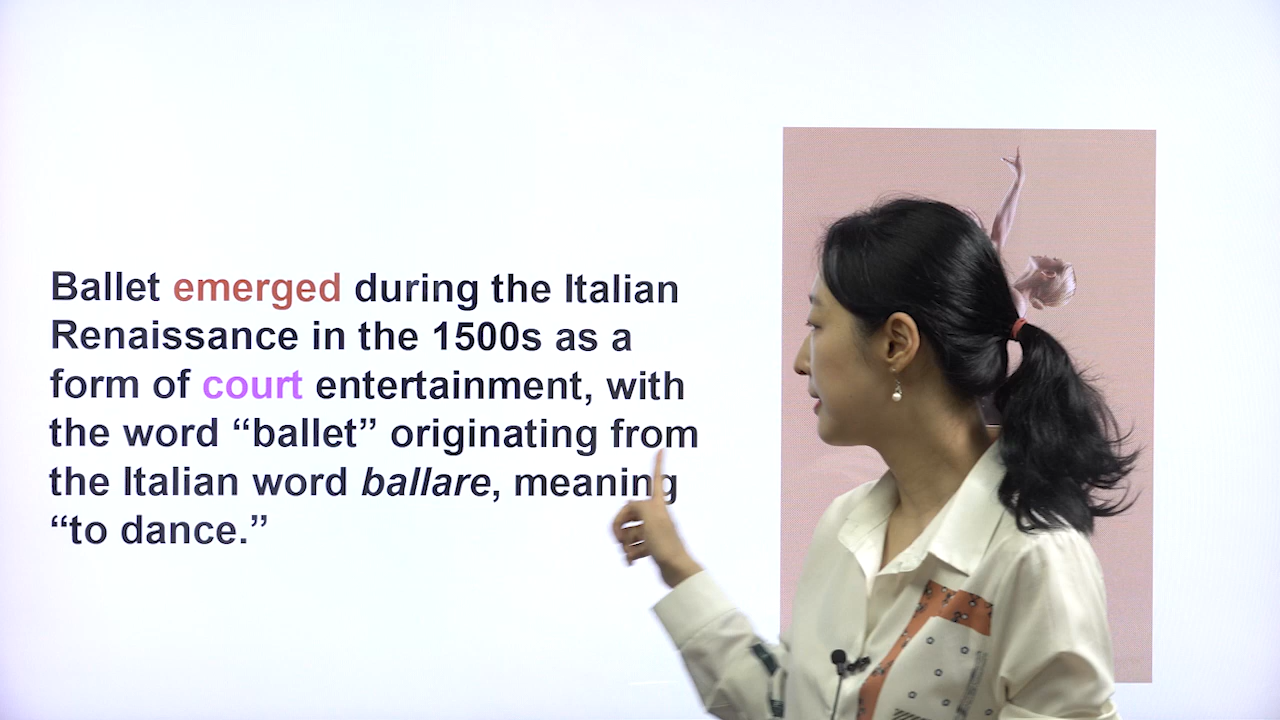 Ballet emerged during the Italian
Renaissance in the 1500s as a
form of court entertainment, with
the word “ballet” originating from
the Italian word ballare, meaning
“to dance.”